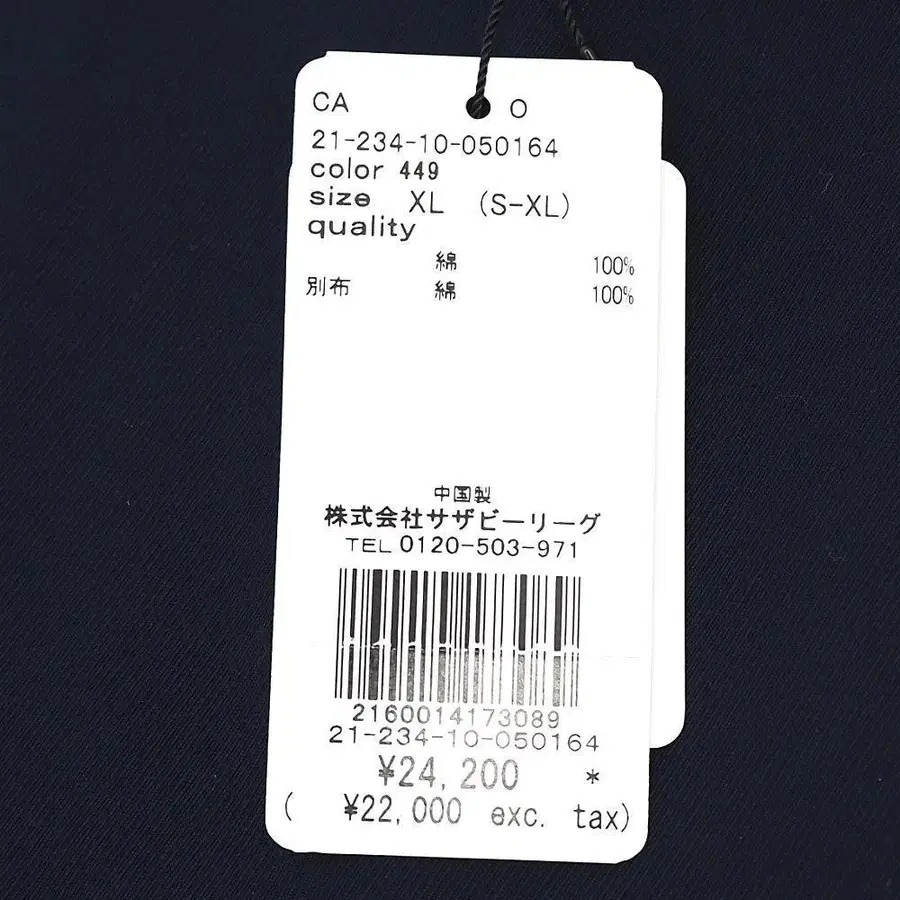 CA O
21-234-10-050164
color 449
size XL (S-XL)
quality
綿 100%
別布 綿 100%
中国製
株式会社サザビーリーグ
TEL 0120-503-971
2160014173089
21-234-10-050164
¥24,200 *
( ¥22,000 exc. tax)